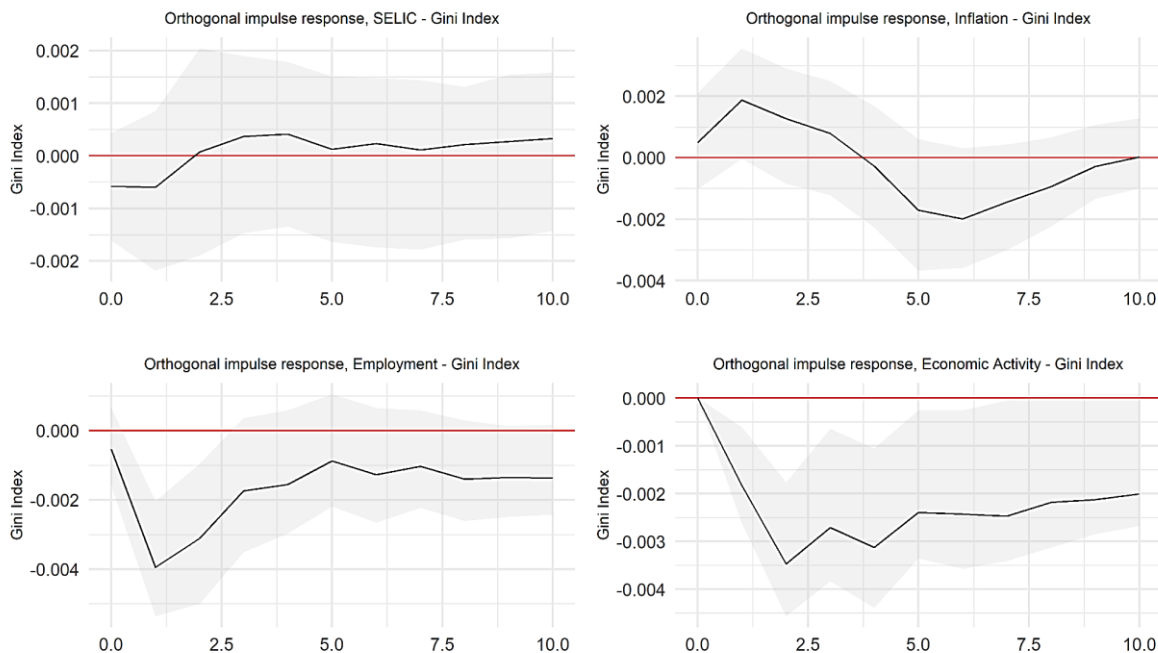 Orthogonal impulse response, SELIC - Gini Index
0.002
0.001
0.000
-0.001
-0.002
Gini Index
0.0 2.5 5.0 7.5 10.0
Orthogonal impulse response, Inflation - Gini Index
0.002
0.000
-0.002
-0.004
Gini Index
0.0 2.5 5.0 7.5 10.0
Orthogonal impulse response, Employment - Gini Index
0.000
-0.002
-0.004
Gini Index
0.0 2.5 5.0 7.5 10.0
Orthogonal impulse response, Economic Activity - Gini Index
0.000
-0.001
-0.002
-0.003
-0.004
Gini Index
0.0 2.5 5.0 7.5 10.0